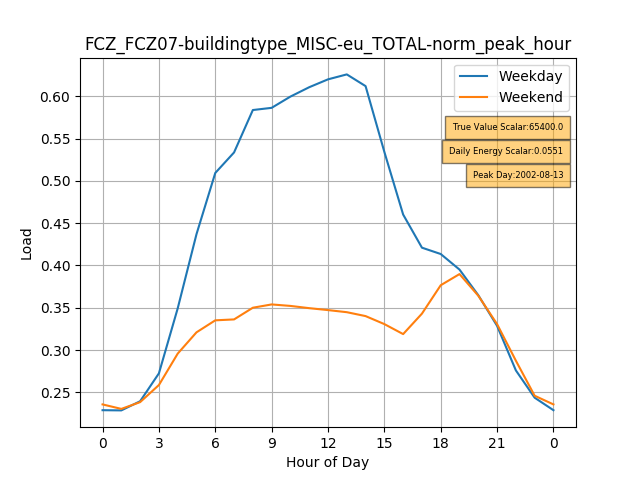 FCZ_FCZ07-buildingtype_MISC-eu_TOTAL-norm_peak_hour
Weekday
Weekend
True Value Scalar:65400.0
Daily Energy Scalar:0.0551
Peak Day:2002-08-13
0.60
0.55
0.50
0.45
0.40
0.35
0.30
0.25
Load
0 3 6 9 12 15 18 21 0
Hour of Day